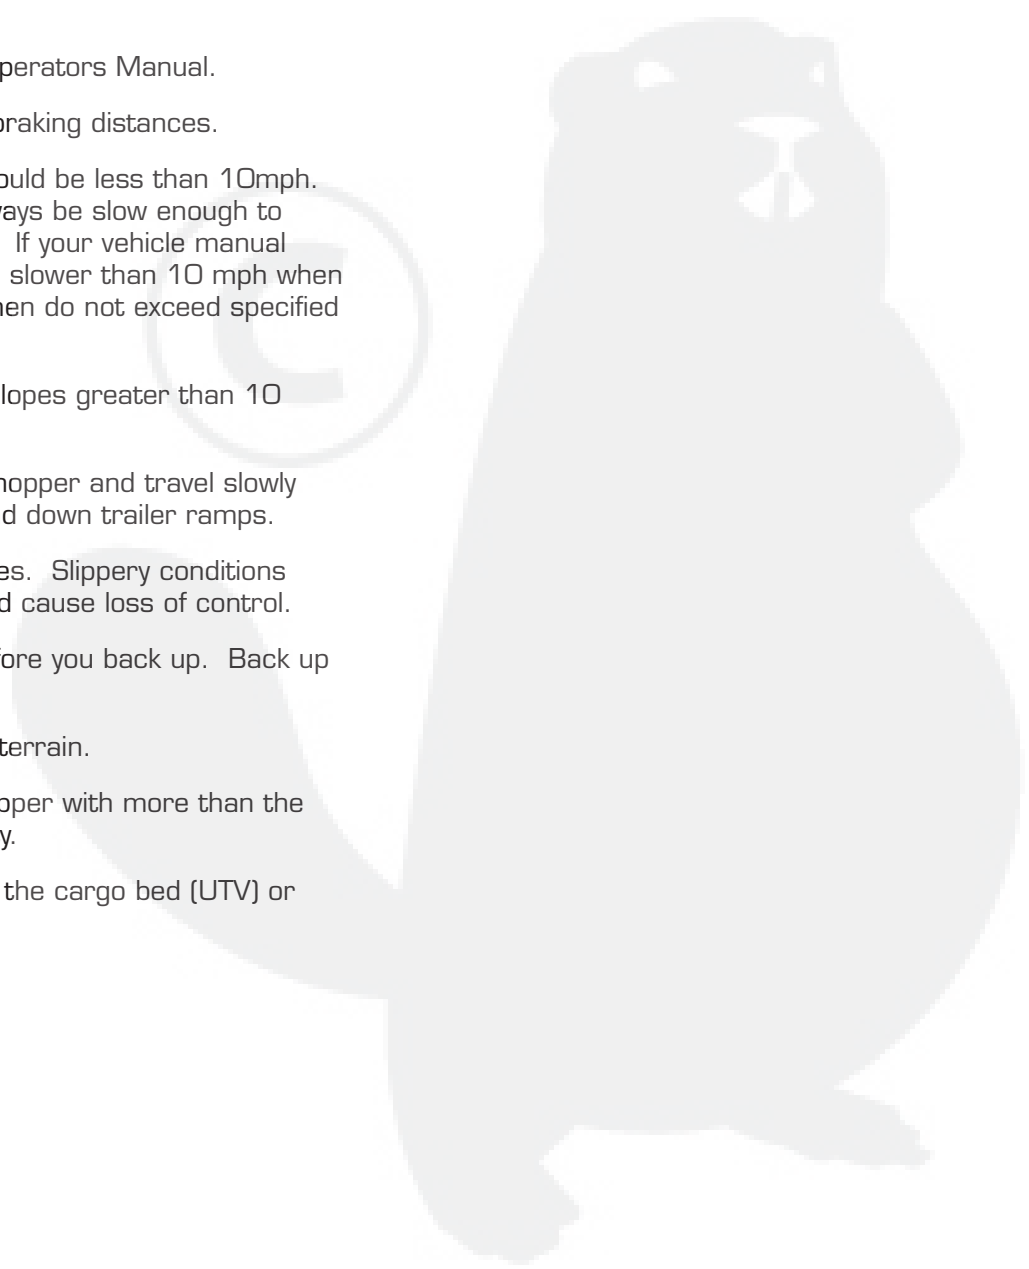 perators Manual.
braking distances.
ould be less than 10mph.
ways be slow enough to
If your vehicle manual
slower than 10 mph when
hen do not exceed specified
lopes greater than 10
hopper and travel slowly
d down trailer ramps.
es.  Slippery conditions
d cause loss of control.
fore you back up.  Back up
terrain.
pper with more than the
y.
the cargo bed (UTV) or
©